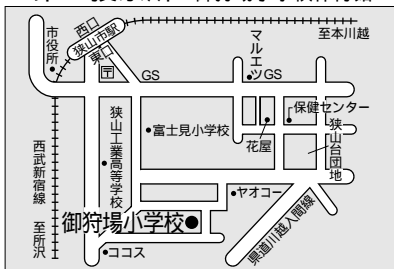 市役所
西口
狭山市駅
東口
〒
至本川越
マルエツ
GS
GS
保健センター
花屋
狭山台団地
富士見小学校
狭山工業高等学校
西武新宿線
至所沢
御狩場小学校
ヤオコー
ココス
県道川越入間線